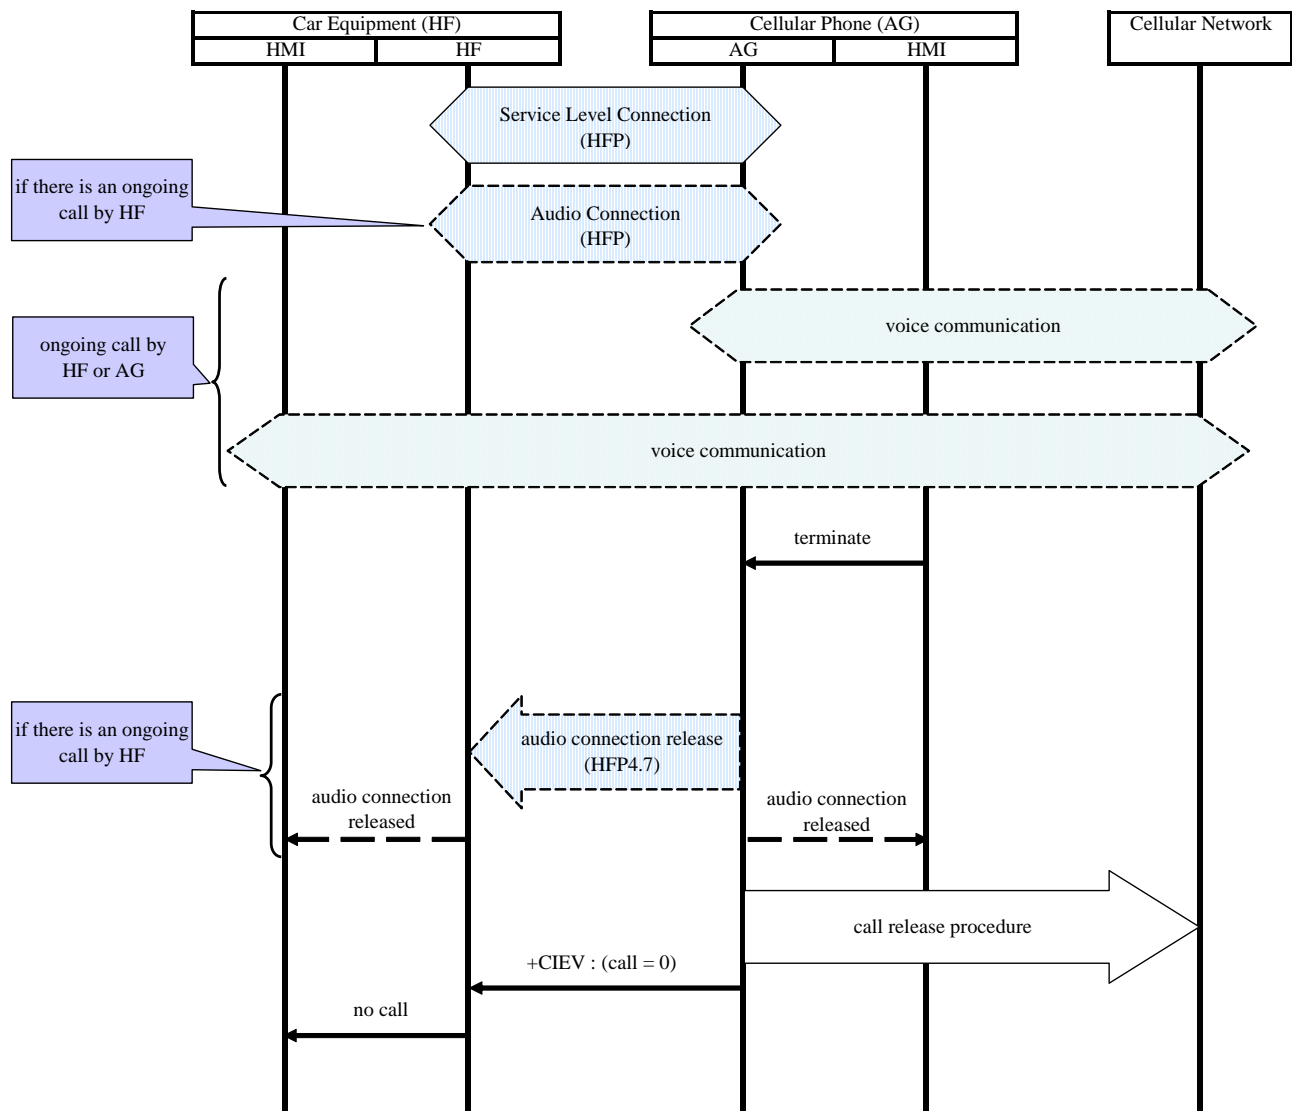 Car Equipment (HF)
Cellular Phone (AG)
Cellular Network
HMI
HF
AG
HMI
Service Level Connection
(HFP)
if there is an ongoing
call by HF
Audio Connection
(HFP)
voice communication
ongoing call by
HF or AG
voice communication
terminate
if there is an ongoing
call by HF
audio connection release
(HFP4.7)
audio connection
released
audio connection
released
call release procedure
+CIEV : (call = 0)
no call